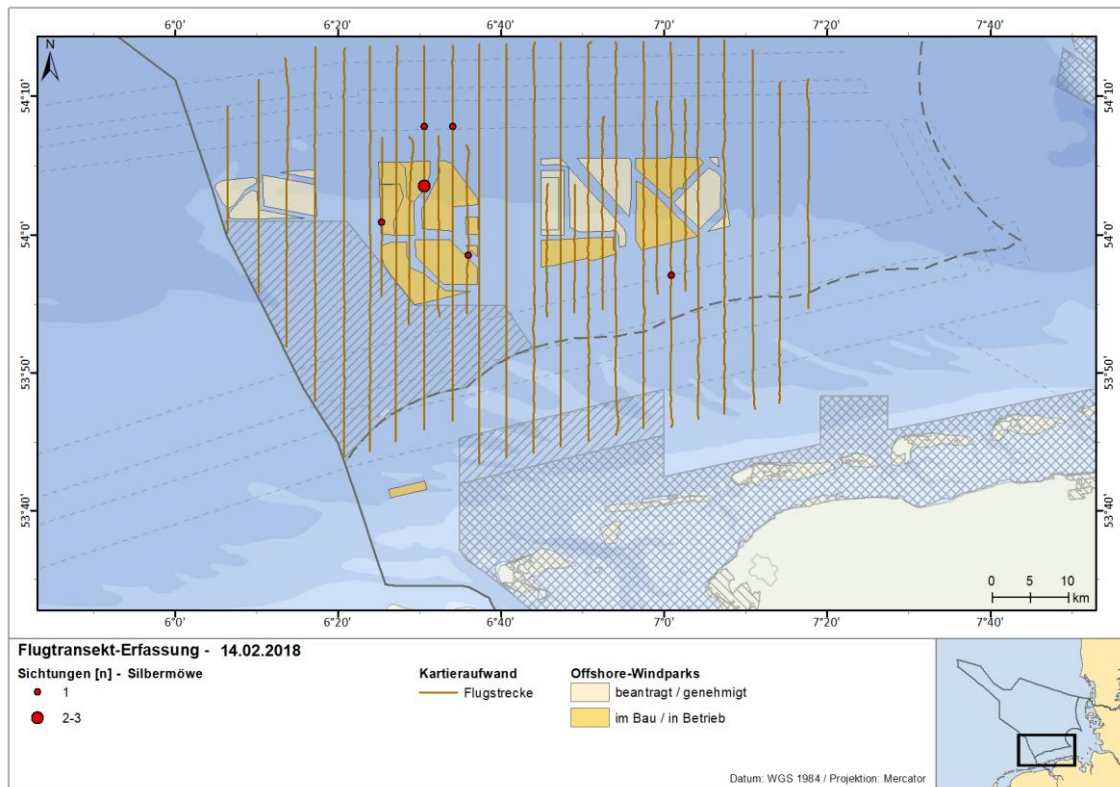 6°0' 6°20' 6°40' 7°0' 7°20' 7°40'
N
54°10' 54°10'
54°0' 54°0'
53°50' 53°50'
53°40' 53°40'
0 5 10
km
6°0' 6°20' 6°40' 7°0' 7°20' 7°40'
Flugtransekt-Erfassung - 14.02.2018
Sichtungen [n] - Silbermöwe
1
2-3
Kartieraufwand
Flugstrecke
Offshore-Windparks
beantragt / genehmigt
im Bau / in Betrieb
Datum: WGS 1984 / Projektion: Mercator